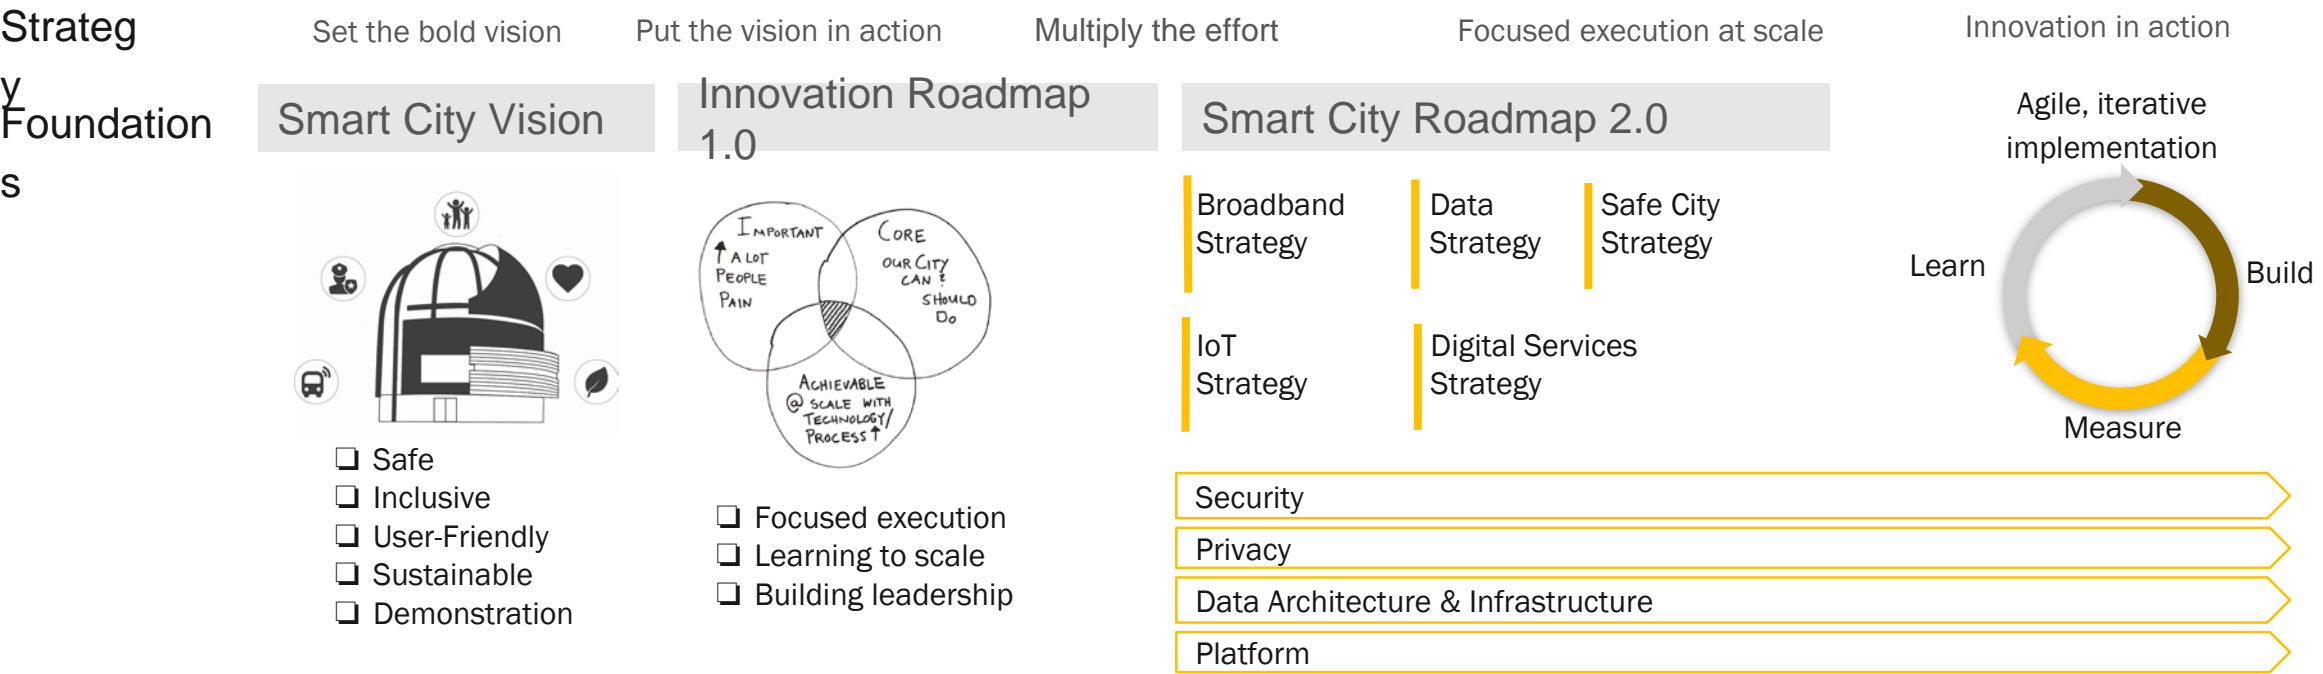 Strateg
y
Foundation
s
Set the bold vision
Put the vision in action
Multiply the effort
Focused execution at scale
Innovation in action
Smart City Vision
Safe
Inclusive
User-Friendly
Sustainable
Demonstration
Innovation Roadmap
1.0
IMPORTANT
A LOT
PEOPLE
PAIN
CORE
OUR CITY
CAN &
SHOULD
DO
ACHIEVABLE
@ SCALE WITH
TECHNOLOGY/
PROCESS
Focused execution
Learning to scale
Building leadership
Smart City Roadmap 2.0
Broadband
Strategy
Data
Strategy
Safe City
Strategy
IoT
Strategy
Digital Services
Strategy
Agile, iterative
implementation
Learn
Build
Measure
Security
Privacy
Data Architecture & Infrastructure
Platform